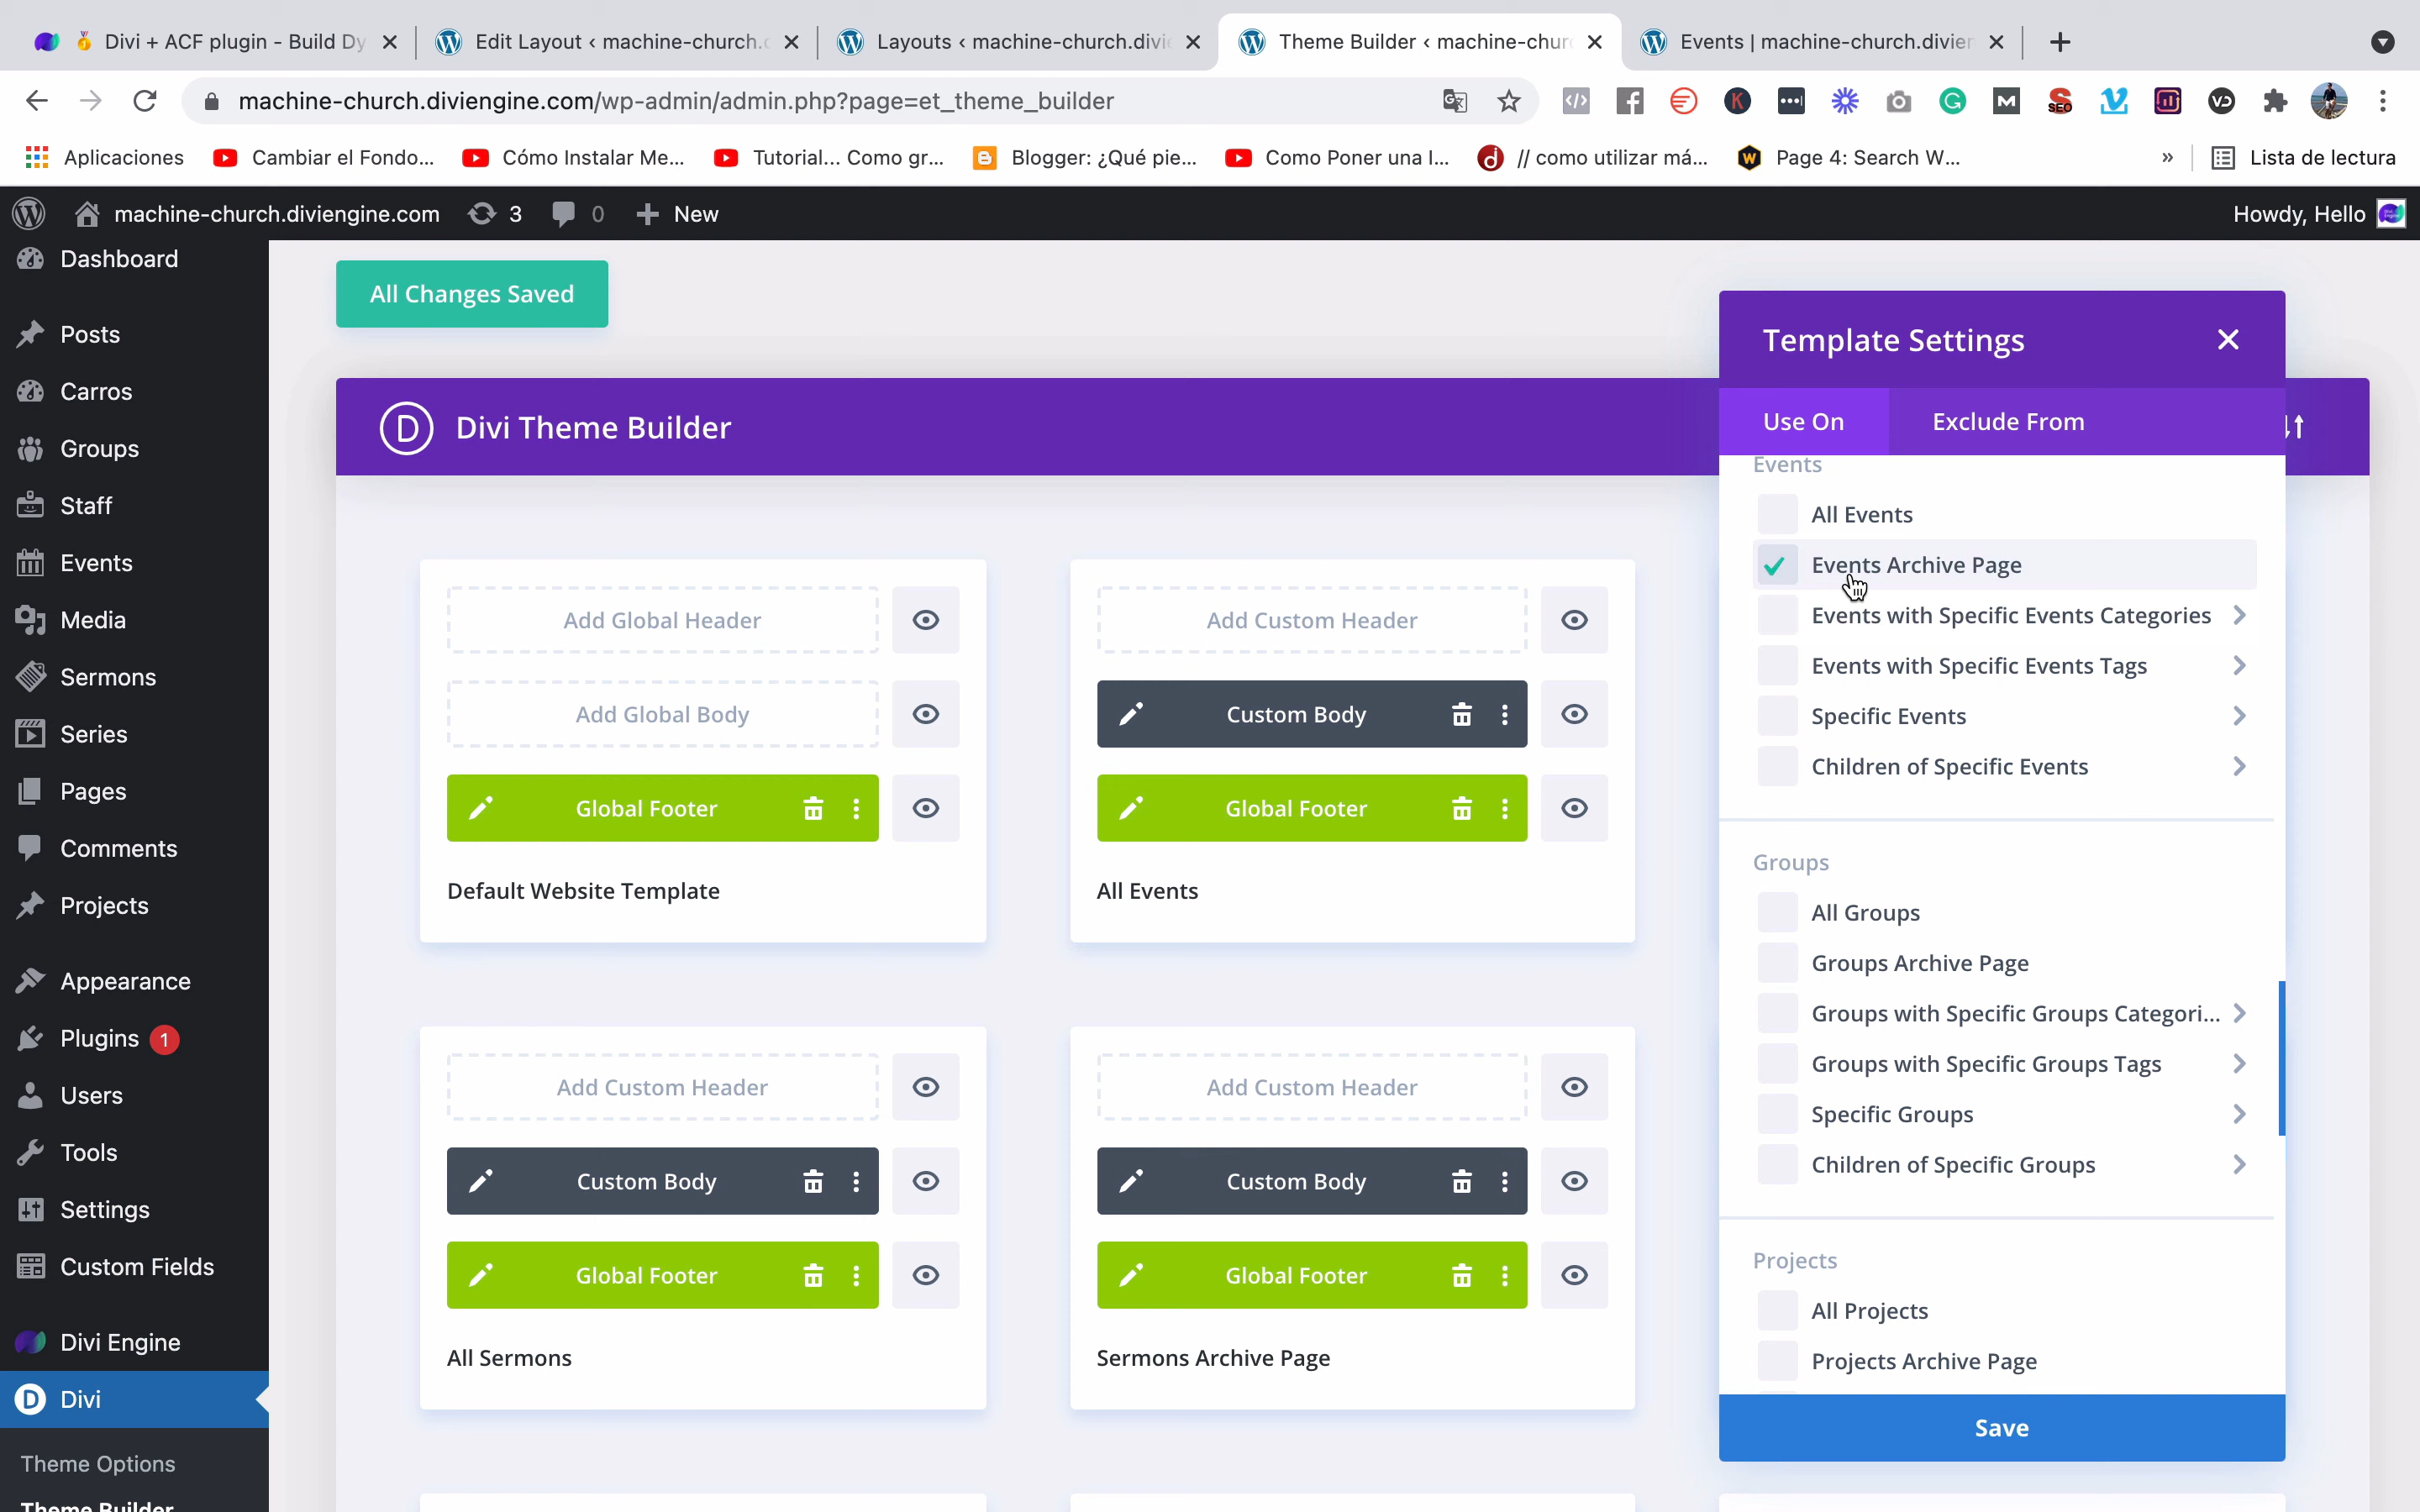 Divi + ACF plugin - Build Dy
Edit Layout < machine-church.d
Layouts < machine-church.divie
Theme Builder < machine-churc
Events | machine-church.divien
machine-church.diviengine.com/wp-admin/admin.php?page=et_theme_builder
Aplicaciones
Cambiar el Fondo...
Cómo Instalar Me...
Tutorial... Como gr...
Blogger: ¿Qué pie...
Como Poner una I...
// como utilizar má...
Page 4: Search W...
»
Lista de lectura
machine-church.diviengine.com
3
0
New
Howdy, Hello
Dashboard
Posts
Carros
Groups
Staff
Events
Media
Sermons
Series
Pages
Comments
Projects
Appearance
Plugins 1
Users
Tools
Settings
Custom Fields
Divi Engine
Divi
Theme Options
Theme Builder
All Changes Saved
Divi Theme Builder
Add Global Header
Add Global Body
Global Footer
Default Website Template
Add Custom Header
Custom Body
Global Footer
All Events
Add Custom Header
Custom Body
Global Footer
All Sermons
Add Custom Header
Custom Body
Global Footer
Sermons Archive Page
Template Settings
Use On
Exclude From
Events
All Events
Events Archive Page
Events with Specific Events Categories
Events with Specific Events Tags
Specific Events
Children of Specific Events
Groups
All Groups
Groups Archive Page
Groups with Specific Groups Categori...
Groups with Specific Groups Tags
Specific Groups
Children of Specific Groups
Projects
All Projects
Projects Archive Page
Save